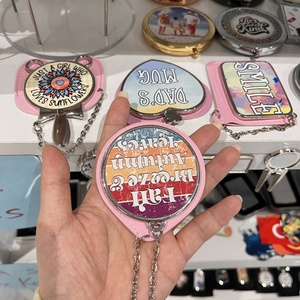 JUST A GIRL WHO
LOVES SUNFLOWERS
DAD'S
MUG
SMILE
Fall
Breeze &
Autumn
Leaves